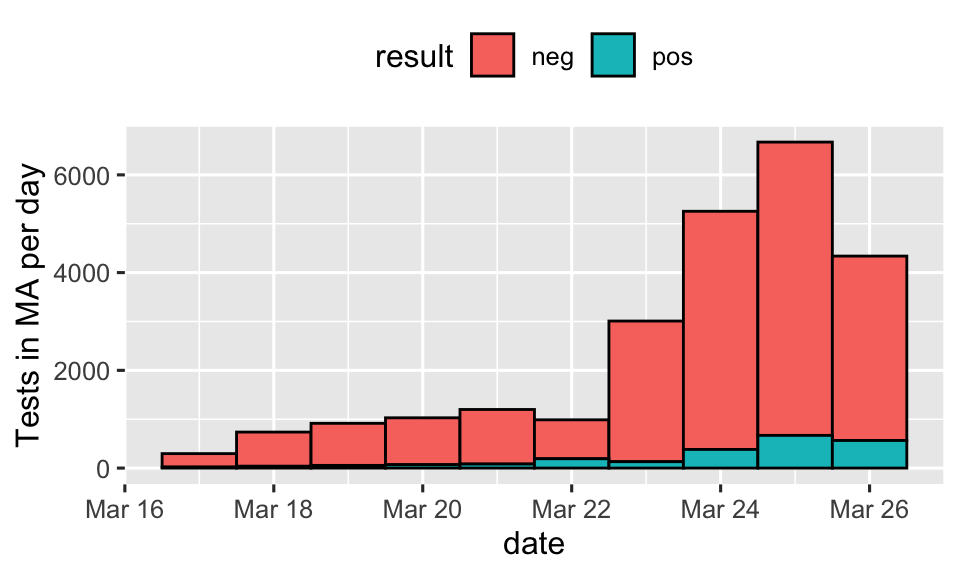 result neg pos
Tests in MA per day
6000
4000
2000
0
Mar 16 Mar 18 Mar 20 Mar 22 Mar 24 Mar 26
date